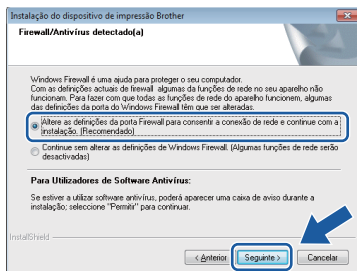 Instalação do dispositivo de impressão Brother
Firewall/Antivírus detectado(a)
Windows Firewall é uma ajuda para proteger o seu computador.
Com as definições actuais de firewall algumas da funções de rede no seu aparelho não
funcionam. Para fazer com que todas as funções de rede do aparelho funcionem, algumas
das definições da porta do Windows Firewall têm que ser alteradas.
Altere as definições da porta Firewall para consentir a conexão de rede e continue com a
instalação. (Recomendado)
Continue sem alterar as definições de Windows Firewall. (Algumas funções de rede serão
desactivadas)
Para Utilizadores de Software Antivírus:
Se estiver a utilizar software antivírus, poderá aparecer uma caixa de aviso durante a
instalação; seleccione "Permitir" para continuar.
InstallShield
< Anterior Seguinte > Cancelar